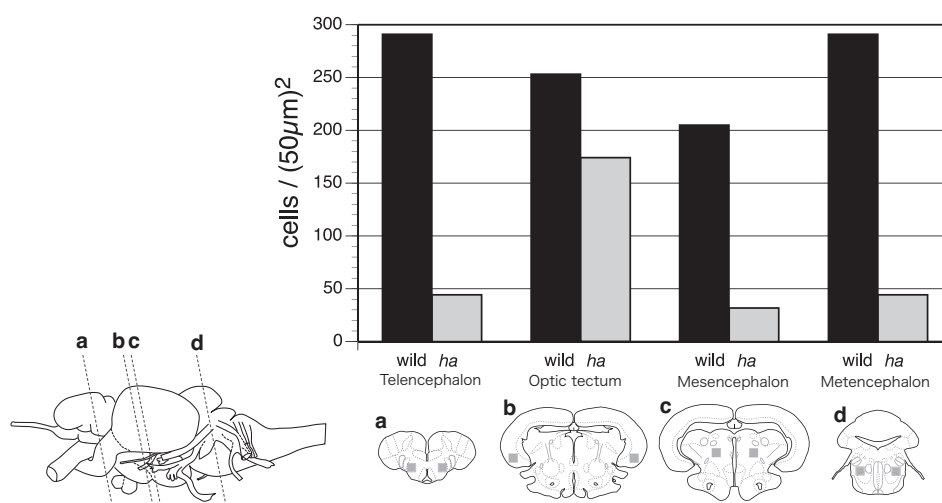 cells / (50μm)²
300
250
200
150
100
50
0
wild ha wild ha wild ha wild ha
Telencephalon Optic tectum Mesencephalon Metencephalon
a b c d
a b c d